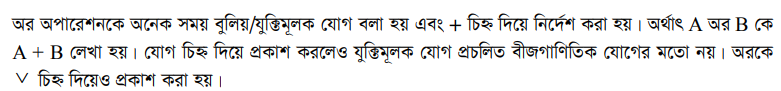 অর অপারেশনকে অনেক সময় বুলিয়/যুক্তিমূলক যোগ বলা হয় এবং + চিহ্ন দিয়ে নির্দেশ করা হয়। অর্থাৎ A অর B কে
A + B লেখা হয়। যোগ চিহ্ন দিয়ে প্রকাশ করলেও যুক্তিমূলক যোগ প্রচলিত বীজগাণিতিক যোগের মতো নয়। অরকে
∨ চিহ্ন দিয়েও প্রকাশ করা হয়।